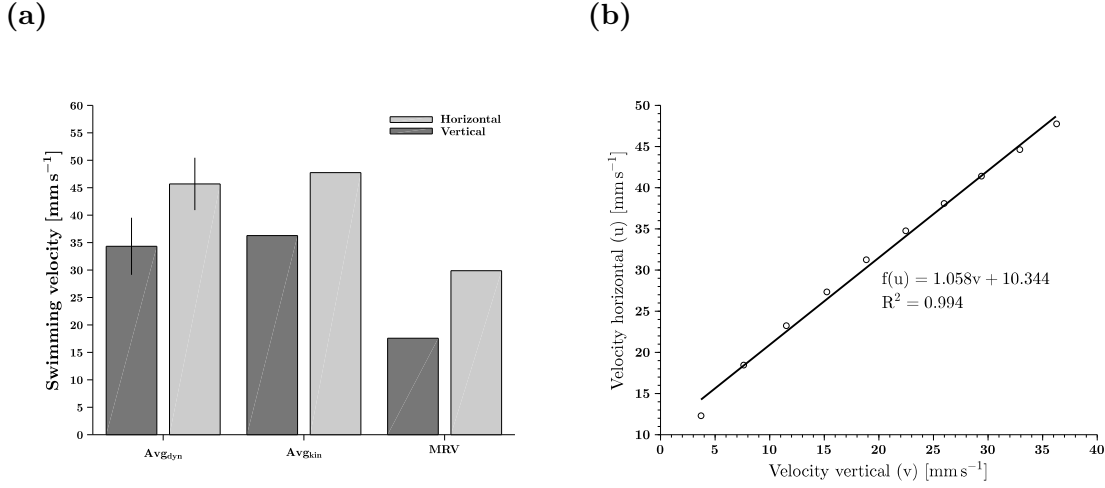 (a)
Swimming velocity [mm s⁻¹]
60
55
50
45
40
35
30
25
20
15
10
5
0
Horizontal
Vertical
Avg_dyn
Avg_kin
MRV
(b)
Velocity horizontal (u) [mm s⁻¹]
50
45
40
35
30
25
20
15
10
f(u) = 1.058v + 10.344
R² = 0.994
0 5 10 15 20 25 30 35 40
Velocity vertical (v) [mm s⁻¹]